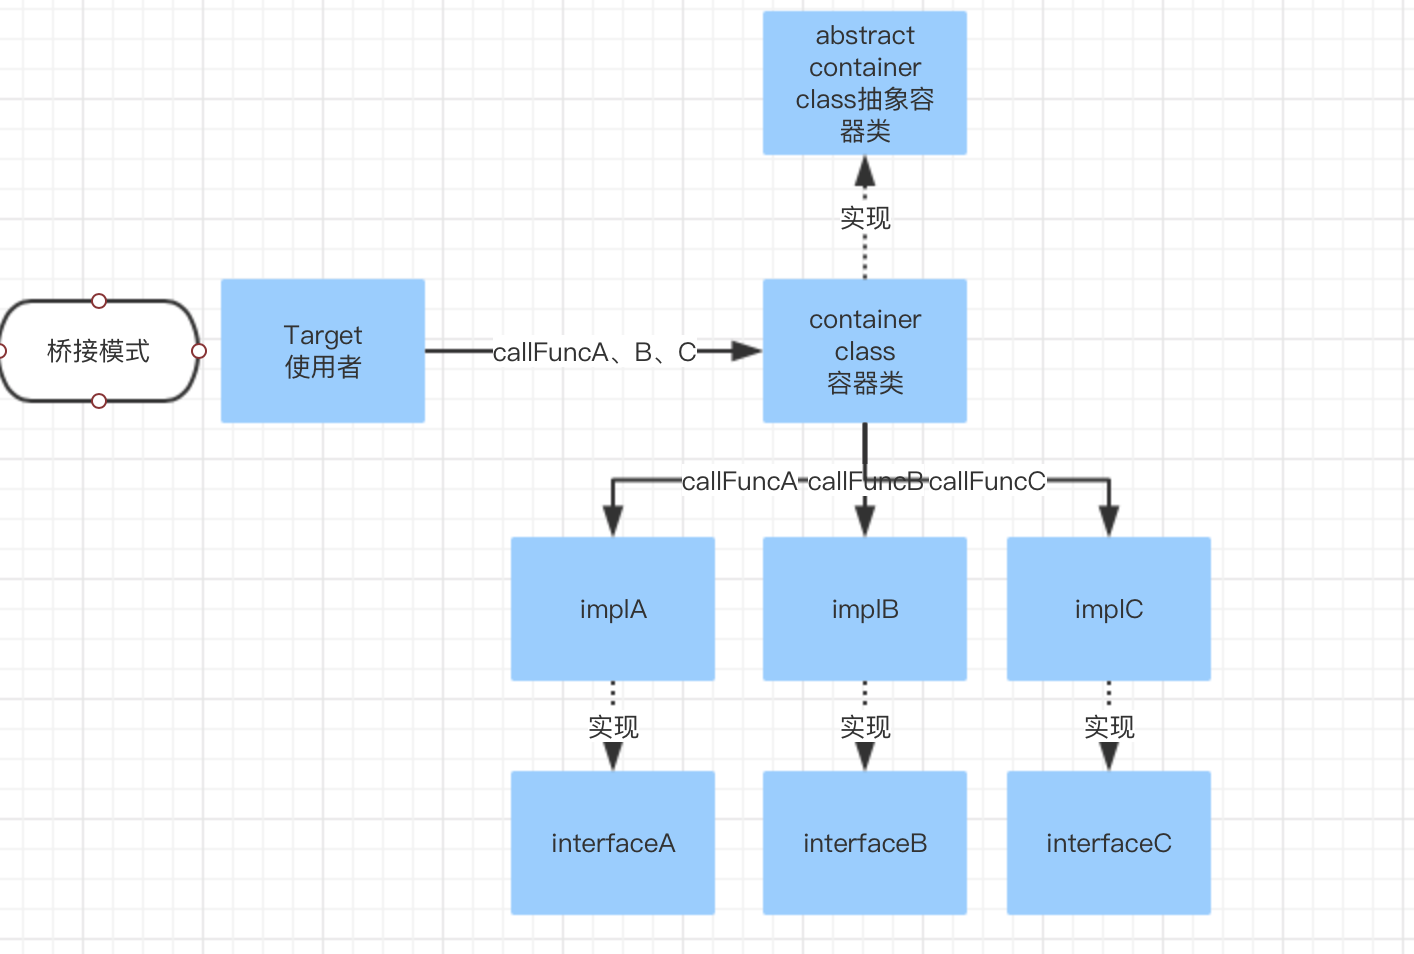 abstract
container
class抽象容
器类
实现
桥接模式
Target
使用者
callFuncA、B、C
container
class
容器类
callFuncA
callFuncB
callFuncC
implA
implB
implC
实现
实现
实现
interfaceA
interfaceB
interfaceC